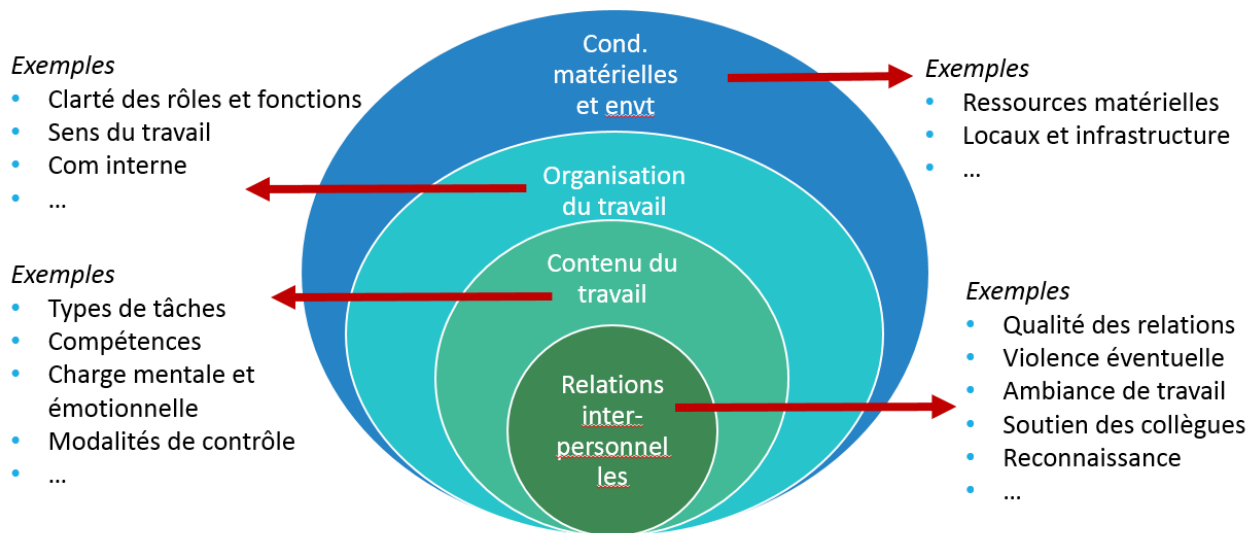 Exemples
• Clarté des rôles et fonctions
• Sens du travail
• Com interne
• ...
Exemples
• Types de tâches
• Compétences
• Charge mentale et
émotionnelle
• Modalités de contrôle
• ...
Cond.
matérielles
et envt
Organisation
du travail
Contenu du
travail
Relations
inter-
personnel
les
Exemples
• Ressources matérielles
• Locaux et infrastructure
• ...
Exemples
• Qualité des relations
• Violence éventuelle
• Ambiance de travail
• Soutien des collègues
• Reconnaissance
• ...